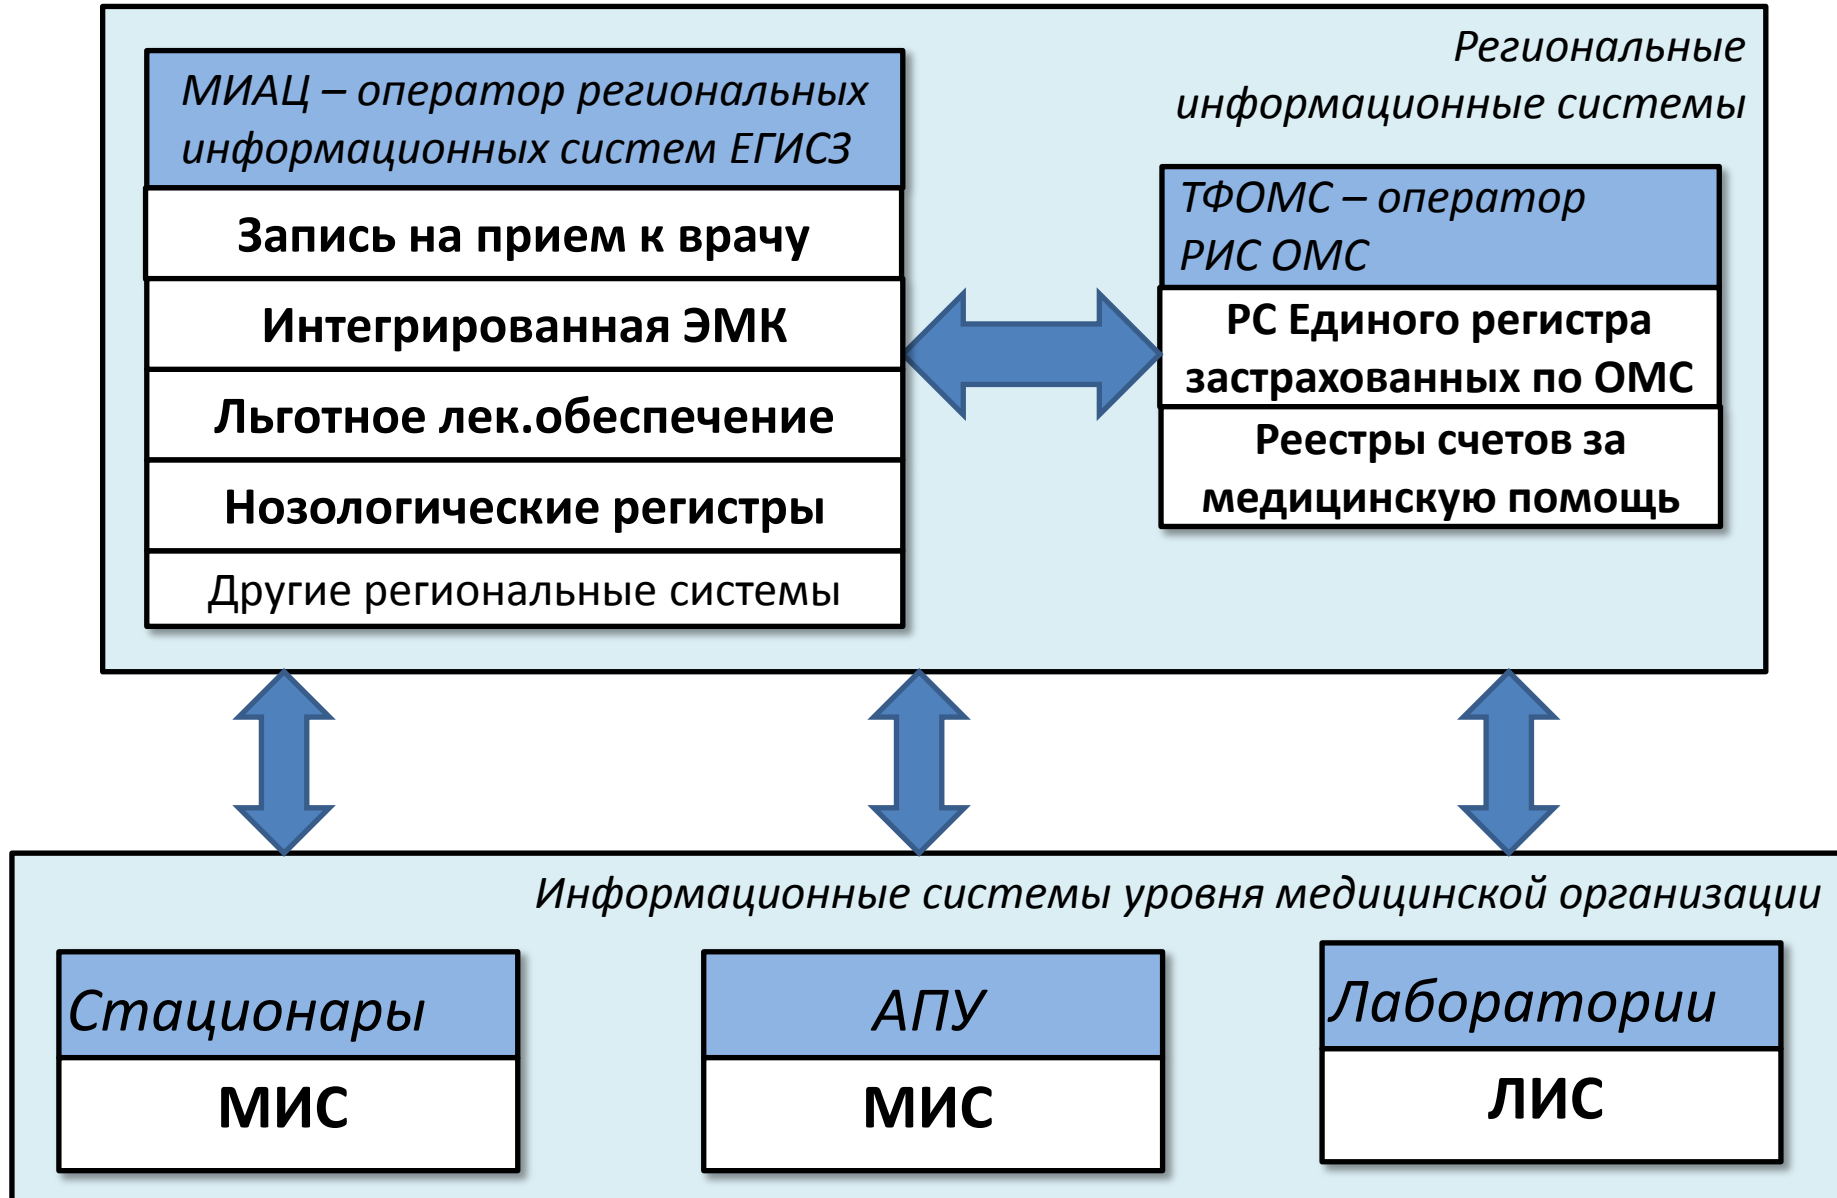 Региональные
информационные системы
МИАЦ – оператор региональных
информационных систем ЕГИСЗ
Запись на прием к врачу
Интегрированная ЭМК
Льготное лек.обеспечение
Нозологические регистры
Другие региональные системы
ТФОМС – оператор
РИС ОМС
РС Единого регистра
застрахованных по ОМС
Реестры счетов за
медицинскую помощь
Информационные системы уровня медицинской организации
Стационары
МИС
АПУ
МИС
Лаборатории
ЛИС